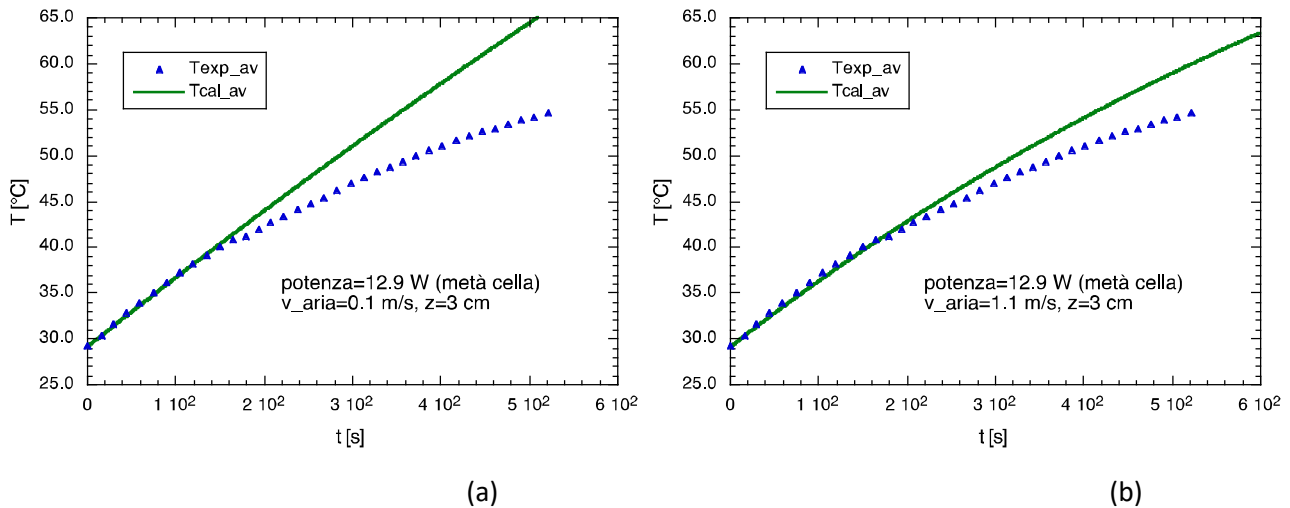 65.0
60.0
55.0
50.0
45.0
40.0
35.0
30.0
25.0
T [°C]
Texp_av
Tcal_av
potenza=12.9 W (metà cella)
v_aria=0.1 m/s, z=3 cm
0
1 10²
2 10²
3 10²
4 10²
5 10²
6 10²
t [s]
(a)
65.0
60.0
55.0
50.0
45.0
40.0
35.0
30.0
25.0
T [°C]
Texp_av
Tcal_av
potenza=12.9 W (metà cella)
v_aria=1.1 m/s, z=3 cm
0
1 10²
2 10²
3 10²
4 10²
5 10²
6 10²
t [s]
(b)